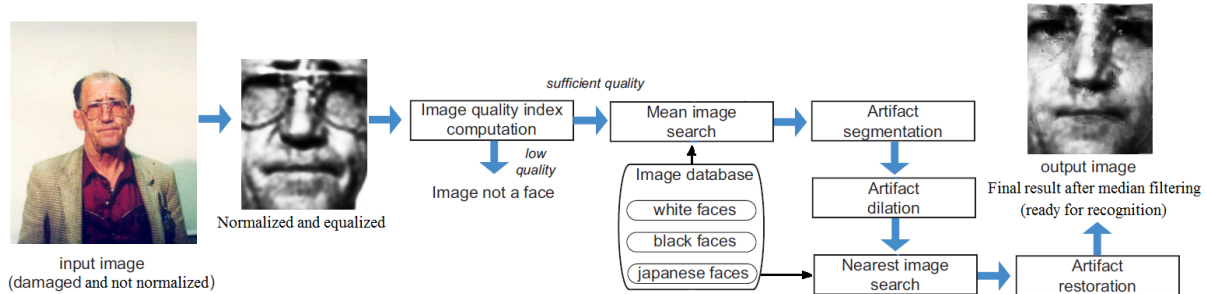 input image
(damaged and not normalized)
Normalized and equalized
Image quality index
computation
low
quality
Image not a face
sufficient quality
Mean image
search
Image database
white faces
black faces
japanese faces
Artifact
segmentation
Artifact
dilation
Nearest image
search
Artifact
restoration
output image
Final result after median filtering
(ready for recognition)